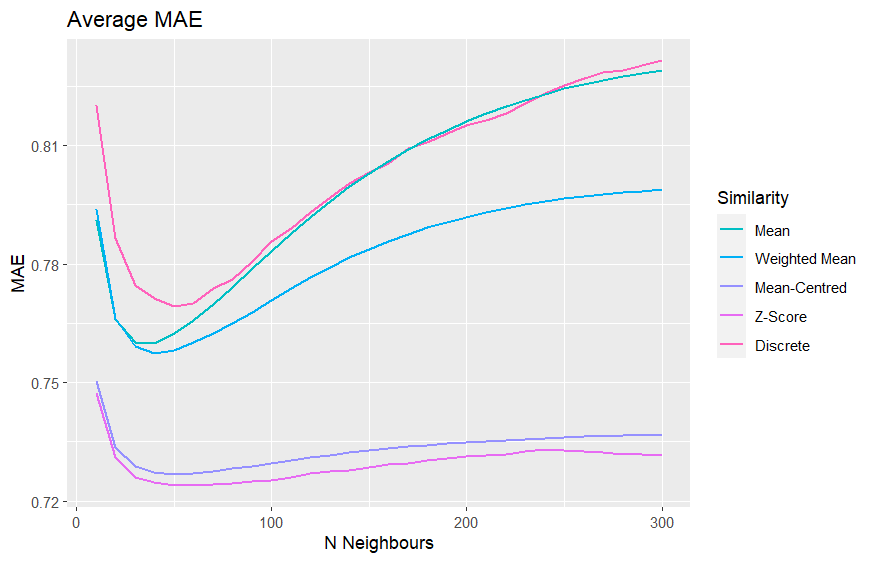 Average MAE
0.81
0.78
0.75
0.72
MAE
0
100
200
300
N Neighbours
Similarity
Mean
Weighted Mean
Mean-Centred
Z-Score
Discrete